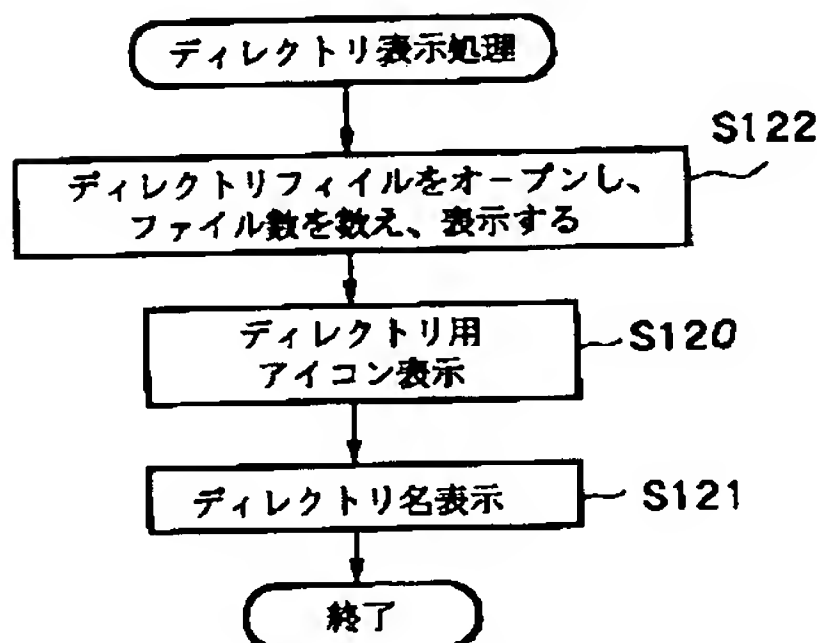 ディレクトリ表示処理
S122
ディレクトリフィイルをオープンし、
ファイル数を数え、表示する
ディレクトリ用
アイコン表示
S120
ディレクトリ名表示
S121
終了